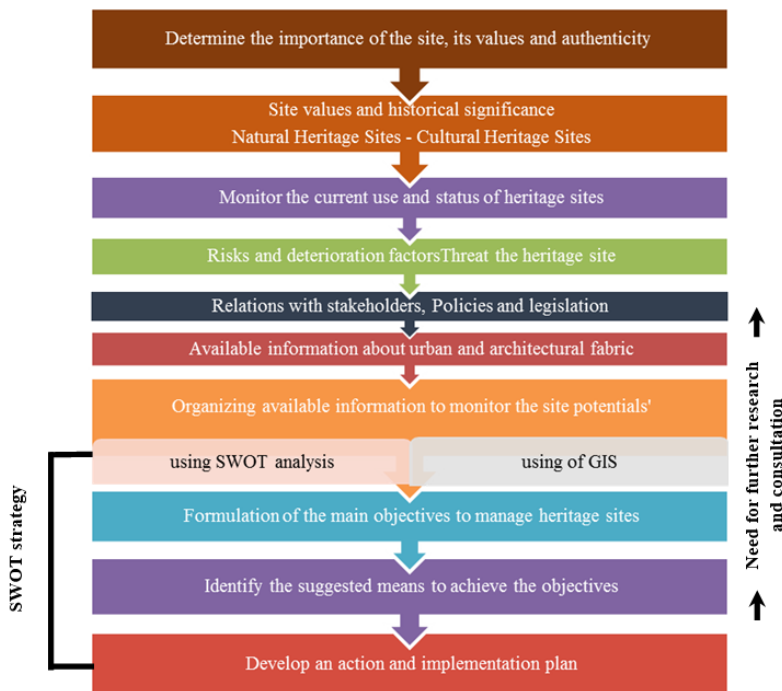 Determine the importance of the site, its values and authenticity
Site values and historical significance
Natural Heritage Sites - Cultural Heritage Sites
Monitor the current use and status of heritage sites
Risks and deterioration factorsThreat the heritage site
Relations with stakeholders, Policies and legislation
Available information about urban and architectural fabric
Organizing available information to monitor the site potentials'
using SWOT analysis
using of GIS
Formulation of the main objectives to manage heritage sites
Identify the suggested means to achieve the objectives
Develop an action and implementation plan
SWOT strategy
Need for further research
and consultation